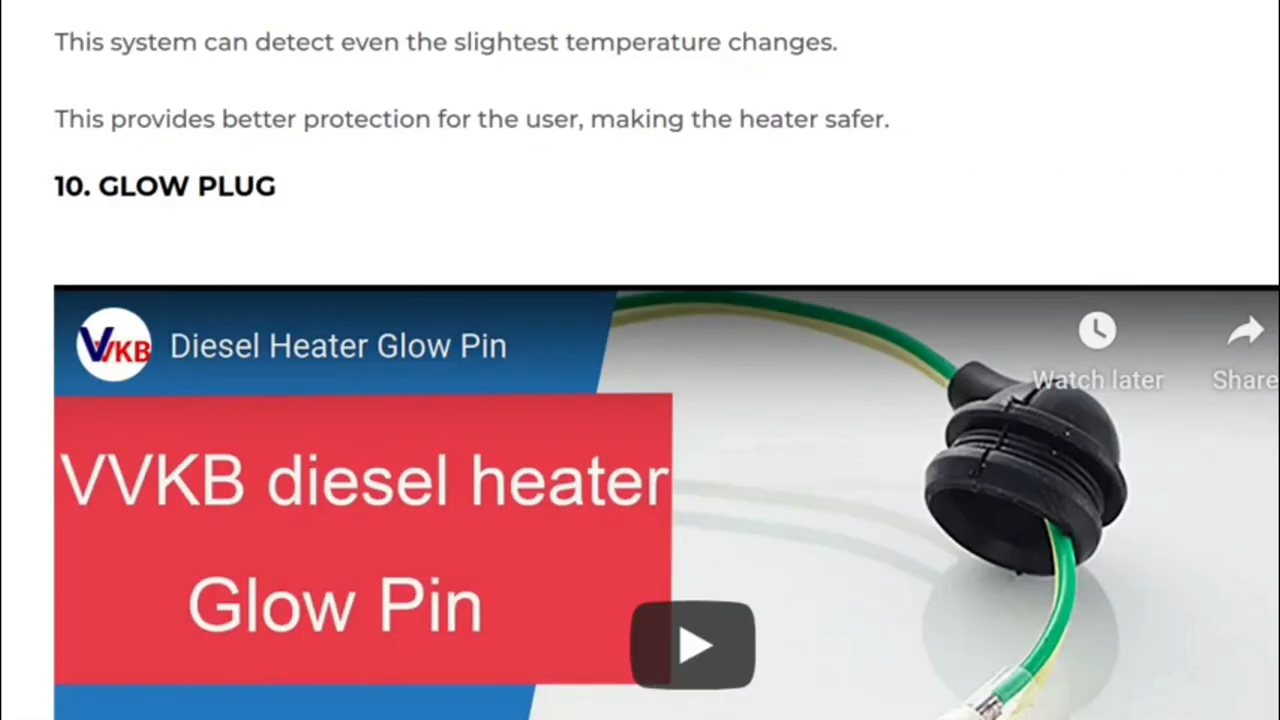 This system can detect even the slightest temperature changes.
This provides better protection for the user, making the heater safer.
10. GLOW PLUG
VVKB
Diesel Heater Glow Pin
Watch later
Share
VVKB diesel heater
Glow Pin